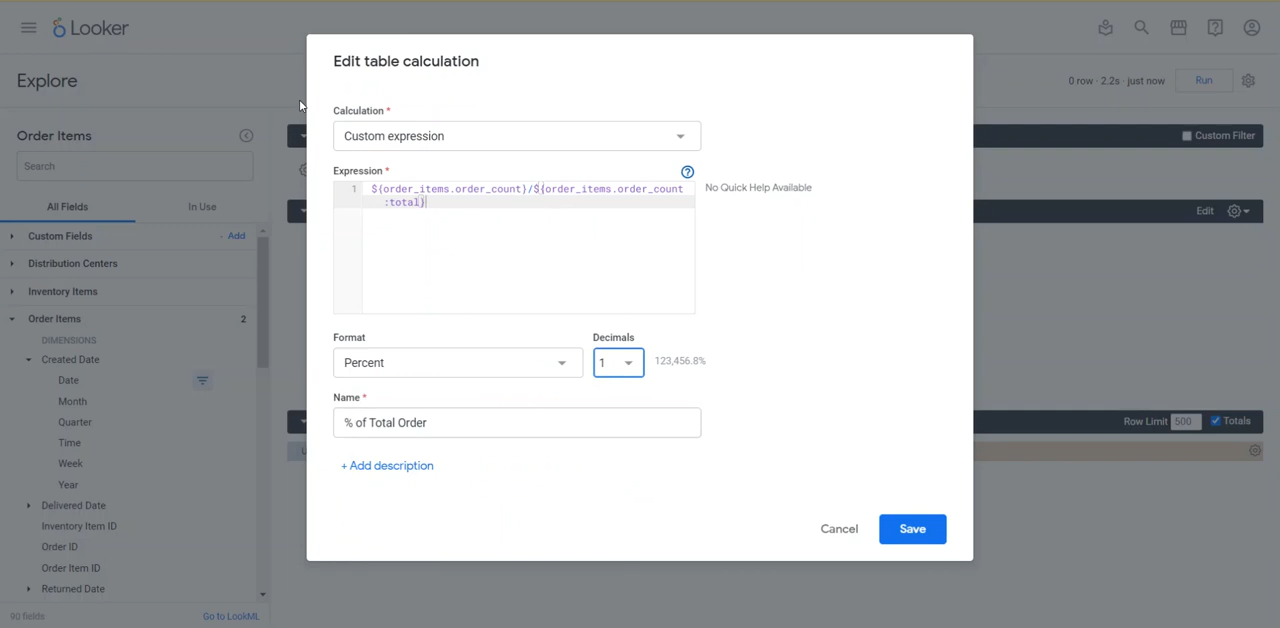 Looker
Explore
0 row · 2.2s · just now
Run
Order Items
Search
All Fields
In Use
Custom Fields
+ Add
Distribution Centers
Inventory Items
Order Items
2
DIMENSIONS
Created Date
Date
Month
Quarter
Time
Week
Year
Delivered Date
Inventory Item ID
Order ID
Order Item ID
Returned Date
90 fields
Go to LookML
Custom Filter
Edit
Row Limit 500
Totals
Edit table calculation
Calculation *
Custom expression
Expression *
1
${order_items.order_count}/${order_items.order_count
:total}
No Quick Help Available
Format
Decimals
Percent
1
123,456.8%
Name *
% of Total Order
+ Add description
Cancel
Save